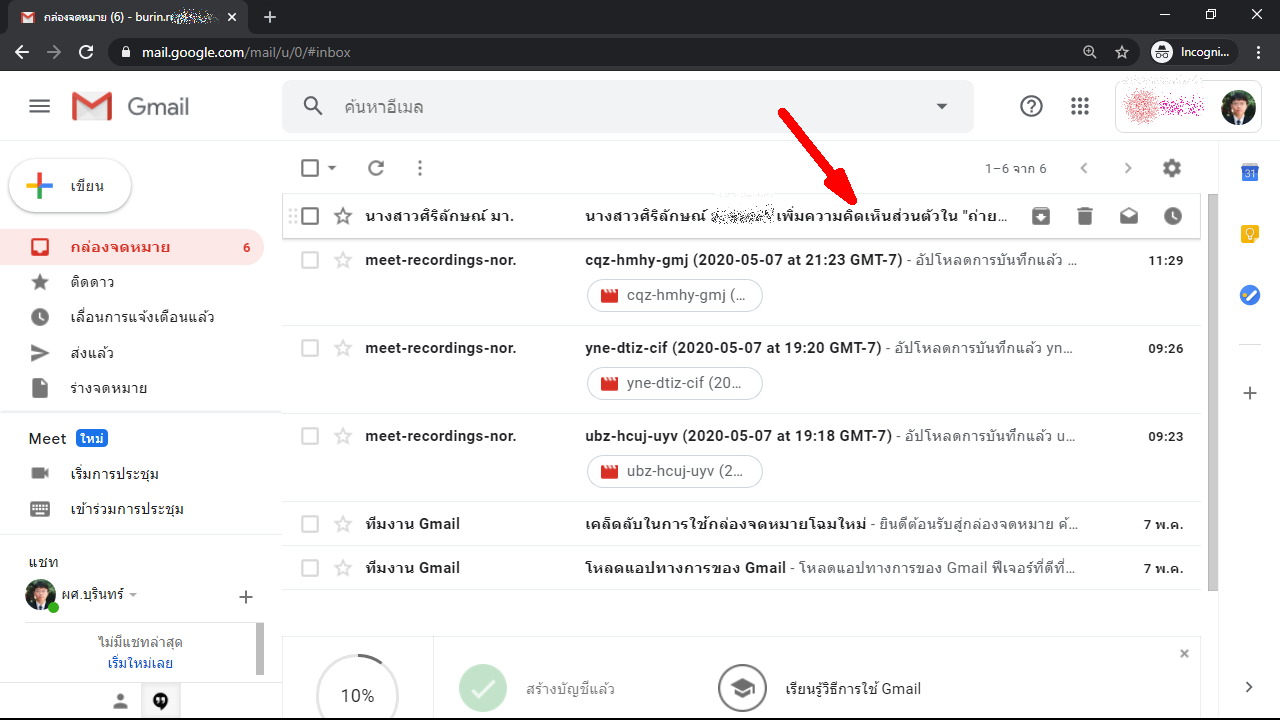 กล่องจดหมาย (6) - burin.r
mail.google.com/mail/u/0/#inbox
Incogni...
Gmail
ค้นหาอีเมล
เขียน
1–6 จาก 6
31
กล่องจดหมาย 6
ติดดาว
เลื่อนการแจ้งเตือนแล้ว
ส่งแล้ว
ร่างจดหมาย
Meet ใหม่
เริ่มการประชุม
เข้าร่วมการประชุม
แชท
ผศ.บุรินทร์
ไม่มีแชทล่าสุด
เริ่มใหม่เลย
นางสาวศิริลักษณ์ มา. นางสาวศิริลักษณ์ เพิ่มความคิดเห็นส่วนตัวใน "ถ่าย...
meet-recordings-nor. cqz-hmhy-gmj (2020-05-07 at 21:23 GMT-7) - อัปโหลดการบันทึกแล้ว ... 11:29
cqz-hmhy-gmj (...
meet-recordings-nor. yne-dtiz-cif (2020-05-07 at 19:20 GMT-7) - อัปโหลดการบันทึกแล้ว yn... 09:26
yne-dtiz-cif (20...
meet-recordings-nor. ubz-hcuj-uyv (2020-05-07 at 19:18 GMT-7) - อัปโหลดการบันทึกแล้ว u... 09:23
ubz-hcuj-uyv (2...
ทีมงาน Gmail เคล็ดลับในการใช้กล่องจดหมายโฉมใหม่ - ยินดีต้อนรับสู่กล่องจดหมาย ค้... 7 พ.ค.
ทีมงาน Gmail โหลดแอปทางการของ Gmail - โหลดแอปทางการของ Gmail ฟีเจอร์ที่ดีที่... 7 พ.ค.
10%
สร้างบัญชีแล้ว
เรียนรู้วิธีการใช้ Gmail